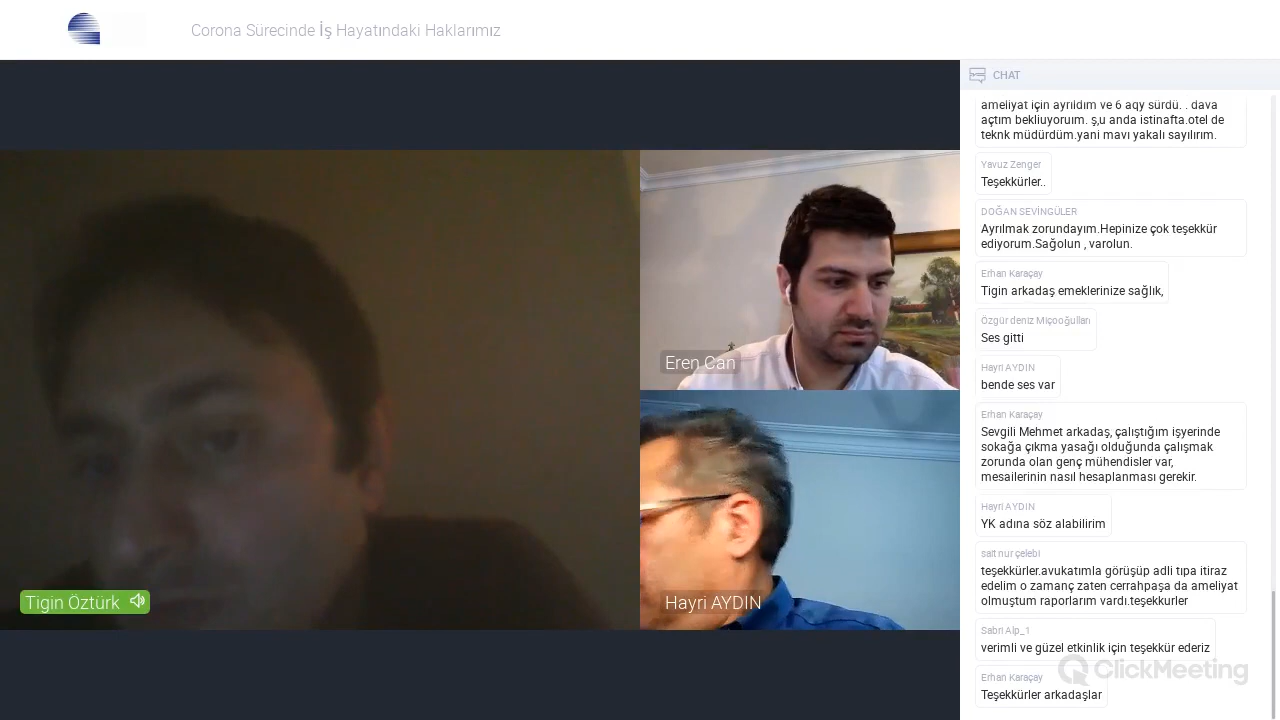 Corona Sürecinde İş Hayatındaki Haklarımız
CHAT
ameliyat için ayrıldım ve 6 aqy sürdü. . dava
açtım bekliuyoruım. ş,u anda istinafta.otel de
teknk müdürdüm.yani mavı yakalı sayılırım.
Yavuz Zenger
Teşekkürler..
DOĞAN SEVİNGÜLER
Ayrılmak zorundayım.Hepinize çok teşekkür
ediyorum.Sağolun , varolun.
Erhan Karaçay
Tigin arkadaş emeklerinize sağlık,
Özgür deniz Miçooğulları
Ses gitti
Hayri AYDIN
bende ses var
Erhan Karaçay
Sevgili Mehmet arkadaş, çalıştığım işyerinde
sokağa çıkma yasağı olduğunda çalışmak
zorunda olan genç mühendisler var,
mesailerinin nasıl hesaplanması gerekir.
Hayri AYDIN
YK adına söz alabilirim
sait nur çelebi
teşekkürler.avukatımla görüşüp adli tıpa itiraz
edelim o zamanç zaten cerrahpaşa da ameliyat
olmuştum raporlarım vardı.teşekkürler
Sabri Alp_1
verimli ve güzel etkinlik için teşekkür ederiz
Erhan Karaçay
Teşekkürler arkadaşlar
ClickMeeting
Eren Can
Tigin Öztürk
Hayri AYDIN